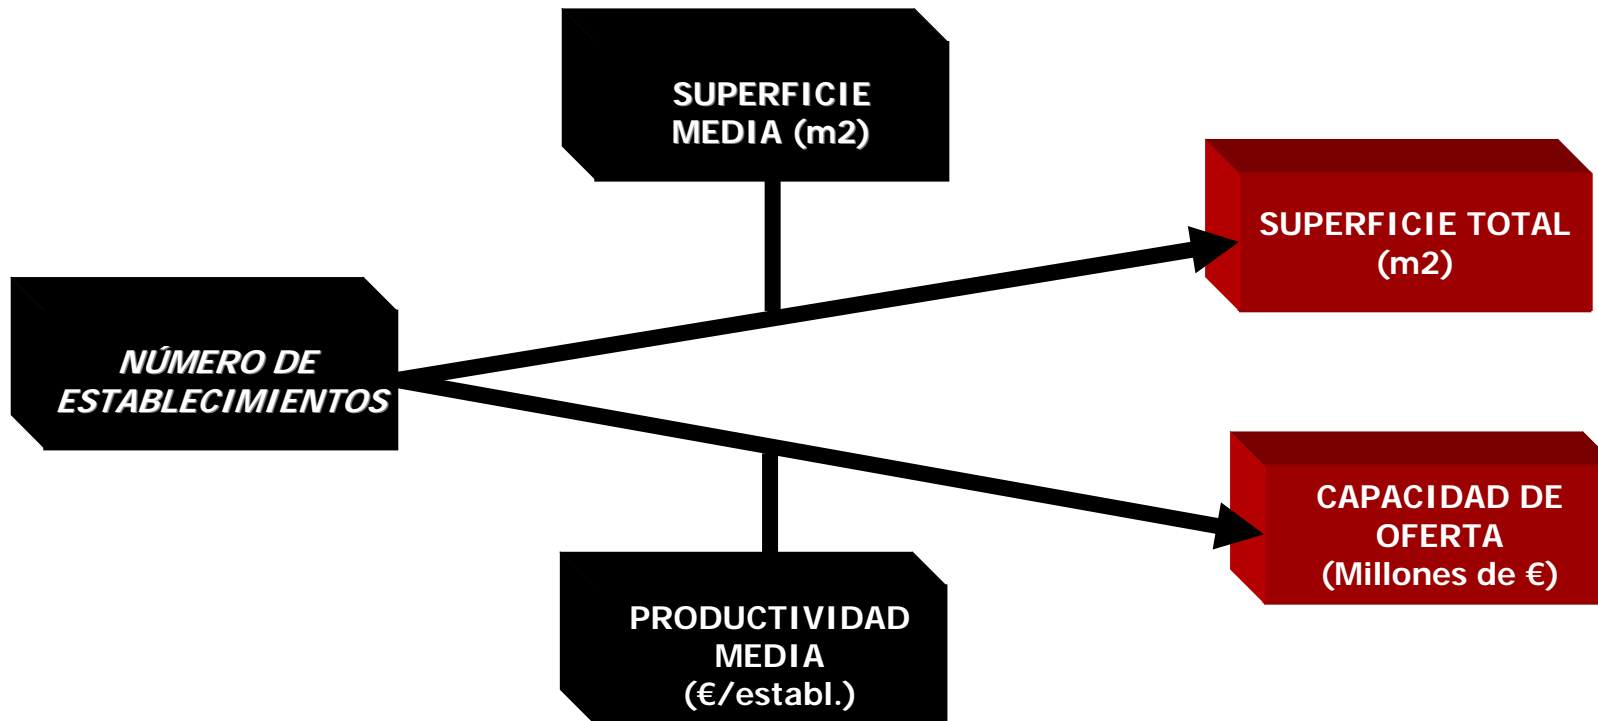 SUPERFICIE
MEDIA (m2)
SUPERFICIE TOTAL
(m2)
NÚMERO DE
ESTABLECIMIENTOS
CAPACIDAD DE
OFERTA
(Millones de €)
PRODUCTIVIDAD
MEDIA
(€/establ.)